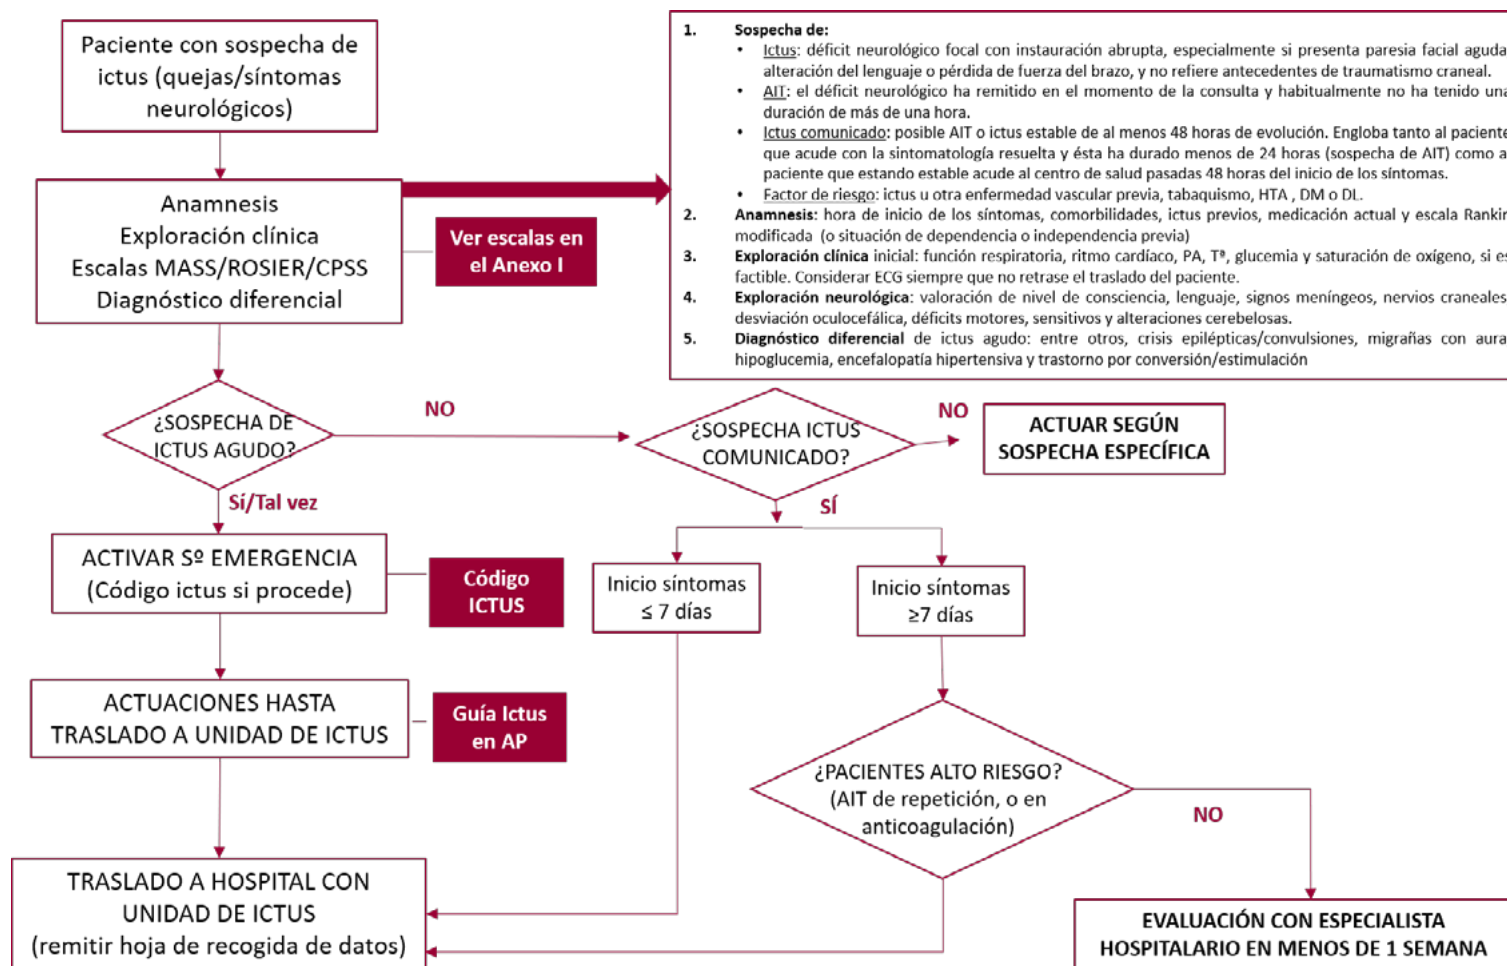 Paciente con sospecha de
ictus (quejas/síntomas
neurológicos)
1. Sospecha de:
• Ictus: déficit neurológico focal con instauración abrupta, especialmente si presenta paresia facial aguda
alteración del lenguaje o pérdida de fuerza del brazo, y no refiere antecedentes de traumatismo craneal.
• AIT: el déficit neurológico ha remitido en el momento de la consulta y habitualmente no ha tenido una
duración de más de una hora.
• Ictus comunicado: posible AIT o ictus estable de al menos 48 horas de evolución. Engloba tanto al paciente
que acude con la sintomatología resuelta y ésta ha durado menos de 24 horas (sospecha de AIT) como a
paciente que estando estable acude al centro de salud pasadas 48 horas del inicio de los síntomas.
• Factor de riesgo: ictus u otra enfermedad vascular previa, tabaquismo, HTA , DM o DL.
2. Anamnesis: hora de inicio de los síntomas, comorbilidades, ictus previos, medicación actual y escala Rankin
modificada (o situación de dependencia o independencia previa)
3. Exploración clínica inicial: función respiratoria, ritmo cardíaco, PA, Tª, glucemia y saturación de oxígeno, si es
factible. Considerar ECG siempre que no retrase el traslado del paciente.
4. Exploración neurológica: valoración de nivel de consciencia, lenguaje, signos meníngeos, nervios craneales
desviación oculocefálica, déficits motores, sensitivos y alteraciones cerebelosas.
5. Diagnóstico diferencial de ictus agudo: entre otros, crisis epilépticas/convulsiones, migrañas con aura
hipoglucemia, encefalopatía hipertensiva y trastorno por conversión/estimulación
Anamnesis
Exploración clínica
Escalas MASS/ROSIER/CPSS
Diagnóstico diferencial
Ver escalas en
el Anexo I
¿SOSPECHA DE
ICTUS AGUDO?
NO
¿SOSPECHA ICTUS
COMUNICADO?
NO
ACTUAR SEGÚN
SOSPECHA ESPECÍFICA
Sí/Tal vez
SÍ
ACTIVAR Sº EMERGENCIA
(Código ictus si procede)
Código
ICTUS
Inicio síntomas
≤ 7 días
Inicio síntomas
≥7 días
ACTUACIONES HASTA
TRASLADO A UNIDAD DE ICTUS
Guía Ictus
en AP
¿PACIENTES ALTO RIESGO?
(AIT de repetición, o en
anticoagulación)
NO
TRASLADO A HOSPITAL CON
UNIDAD DE ICTUS
(remitir hoja de recogida de datos)
EVALUACIÓN CON ESPECIALISTA
HOSPITALARIO EN MENOS DE 1 SEMANA